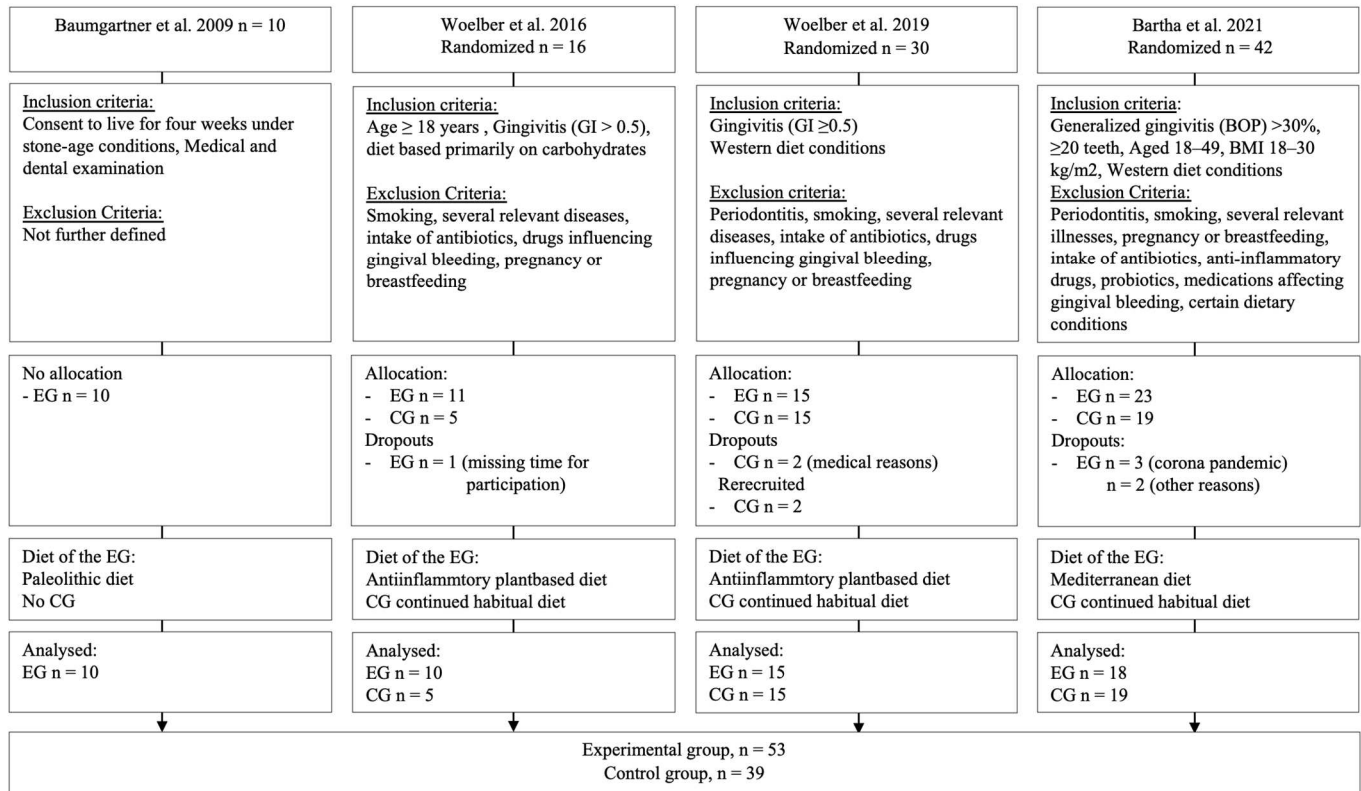 Baumgartner et al. 2009 n = 10
Woelber et al. 2016
Randomized n = 16
Woelber et al. 2019
Randomized n = 30
Bartha et al. 2021
Randomized n = 42
Inclusion criteria:
Consent to live for four weeks under
stone-age conditions, Medical and
dental examination
Exclusion Criteria:
Not further defined
Inclusion criteria:
Age ≥ 18 years , Gingivitis (GI > 0.5),
diet based primarily on carbohydrates
Exclusion Criteria:
Smoking, several relevant diseases,
intake of antibiotics, drugs influencing
gingival bleeding, pregnancy or
breastfeeding
Inclusion criteria:
Gingivitis (GI ≥0.5)
Western diet conditions
Exclusion criteria:
Periodontitis, smoking, several relevant
diseases, intake of antibiotics, drugs
influencing gingival bleeding,
pregnancy or breastfeeding
Inclusion criteria:
Generalized gingivitis (BOP) >30%,
≥20 teeth, Aged 18–49, BMI 18–30
kg/m2, Western diet conditions
Exclusion Criteria:
Periodontitis, smoking, several relevant
illnesses, pregnancy or breastfeeding,
intake of antibiotics, anti-inflammatory
drugs, probiotics, medications affecting
gingival bleeding, certain dietary
conditions
No allocation
- EG n = 10
Allocation:
- EG n = 11
- CG n = 5
Dropouts
- EG n = 1 (missing time for
participation)
Allocation:
- EG n = 15
- CG n = 15
Dropouts
- CG n = 2 (medical reasons)
Rerecruited
- CG n = 2
Allocation:
- EG n = 23
- CG n = 19
Dropouts:
- EG n = 3 (corona pandemic)
n = 2 (other reasons)
Diet of the EG:
Paleolithic diet
No CG
Diet of the EG:
Antiinflammtory plantbased diet
CG continued habitual diet
Diet of the EG:
Antiinflammtory plantbased diet
CG continued habitual diet
Diet of the EG:
Mediterranean diet
CG continued habitual diet
Analysed:
EG n = 10
Analysed:
EG n = 10
CG n = 5
Analysed:
EG n = 15
CG n = 15
Analysed:
EG n = 18
CG n = 19
Experimental group, n = 53
Control group, n = 39